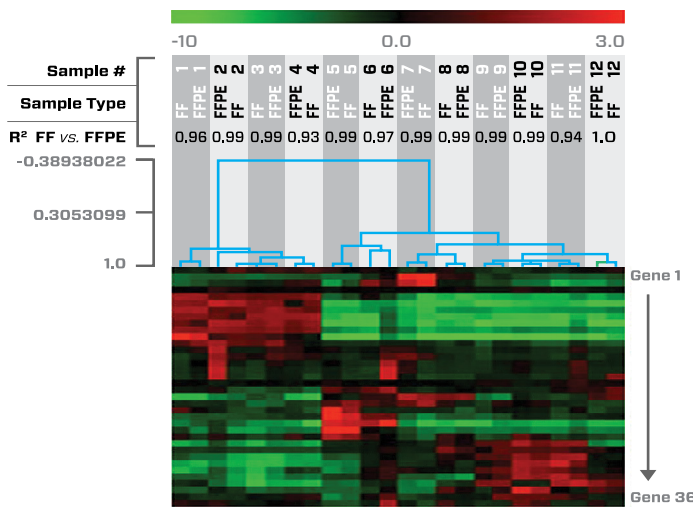 -10 0.0 3.0
Sample # 1 1 2 2 3 3 4 4 5 5 6 6 7 7 8 8 9 9 10 10 11 11 12 12
Sample Type FF FFPE FFPE FF FF FFPE FFPE FF FFPE FF FF FFPE FFPE FF FF FFPE FF FFPE FFPE FF FF FFPE FFPE FF
R² FF vs. FFPE 0.96 0.99 0.99 0.93 0.99 0.97 0.99 0.99 0.99 0.99 0.94 1.0
-0.38938022
0.3053099
1.0
Gene 1
Gene 36